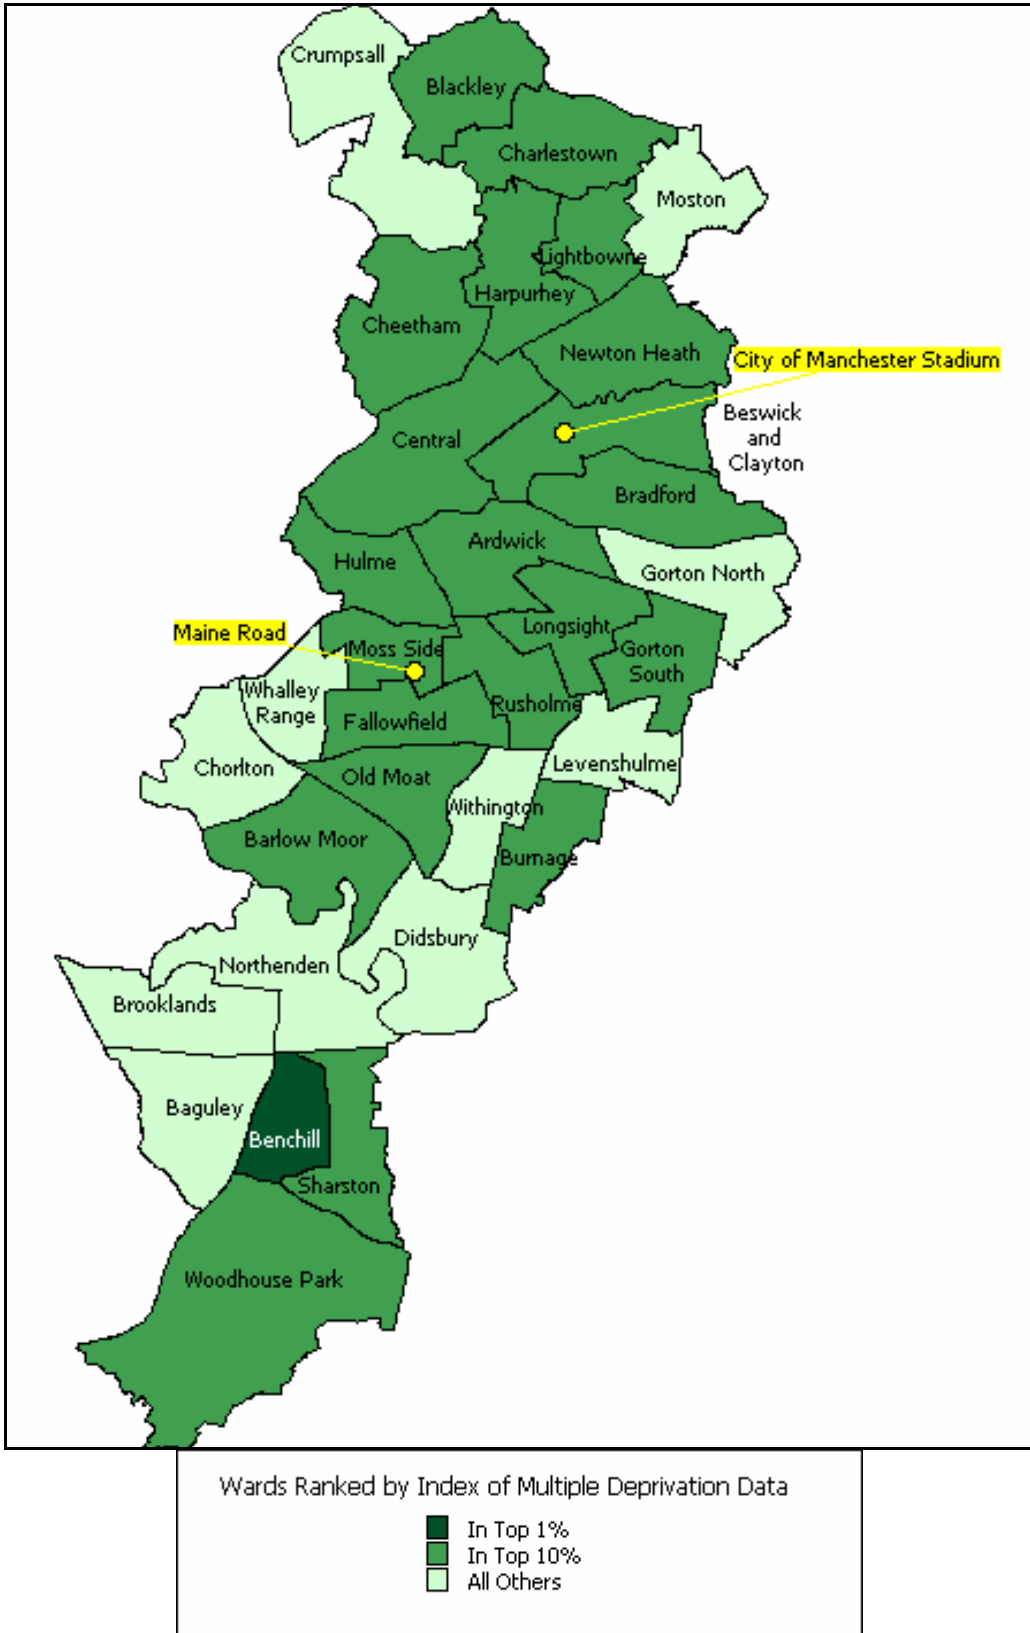 Crumpsall
Blackley
Charlestown
Moston
Lightbowne
Harpurhey
Cheetham
Newton Heath
City of Manchester Stadium
Beswick
and
Clayton
Central
Bradford
Ardwick
Hulme
Gorton North
Longsight
Maine Road
Moss Side
Gorton
South
Whalley
Range
Rusholme
Fallowfield
Levenshulme
Chorlton
Old Moat
Withington
Barlow Moor
Burnage
Didsbury
Northenden
Brooklands
Baguley
Benchill
Sharston
Woodhouse Park
Wards Ranked by Index of Multiple Deprivation Data
In Top 1%
In Top 10%
All Others